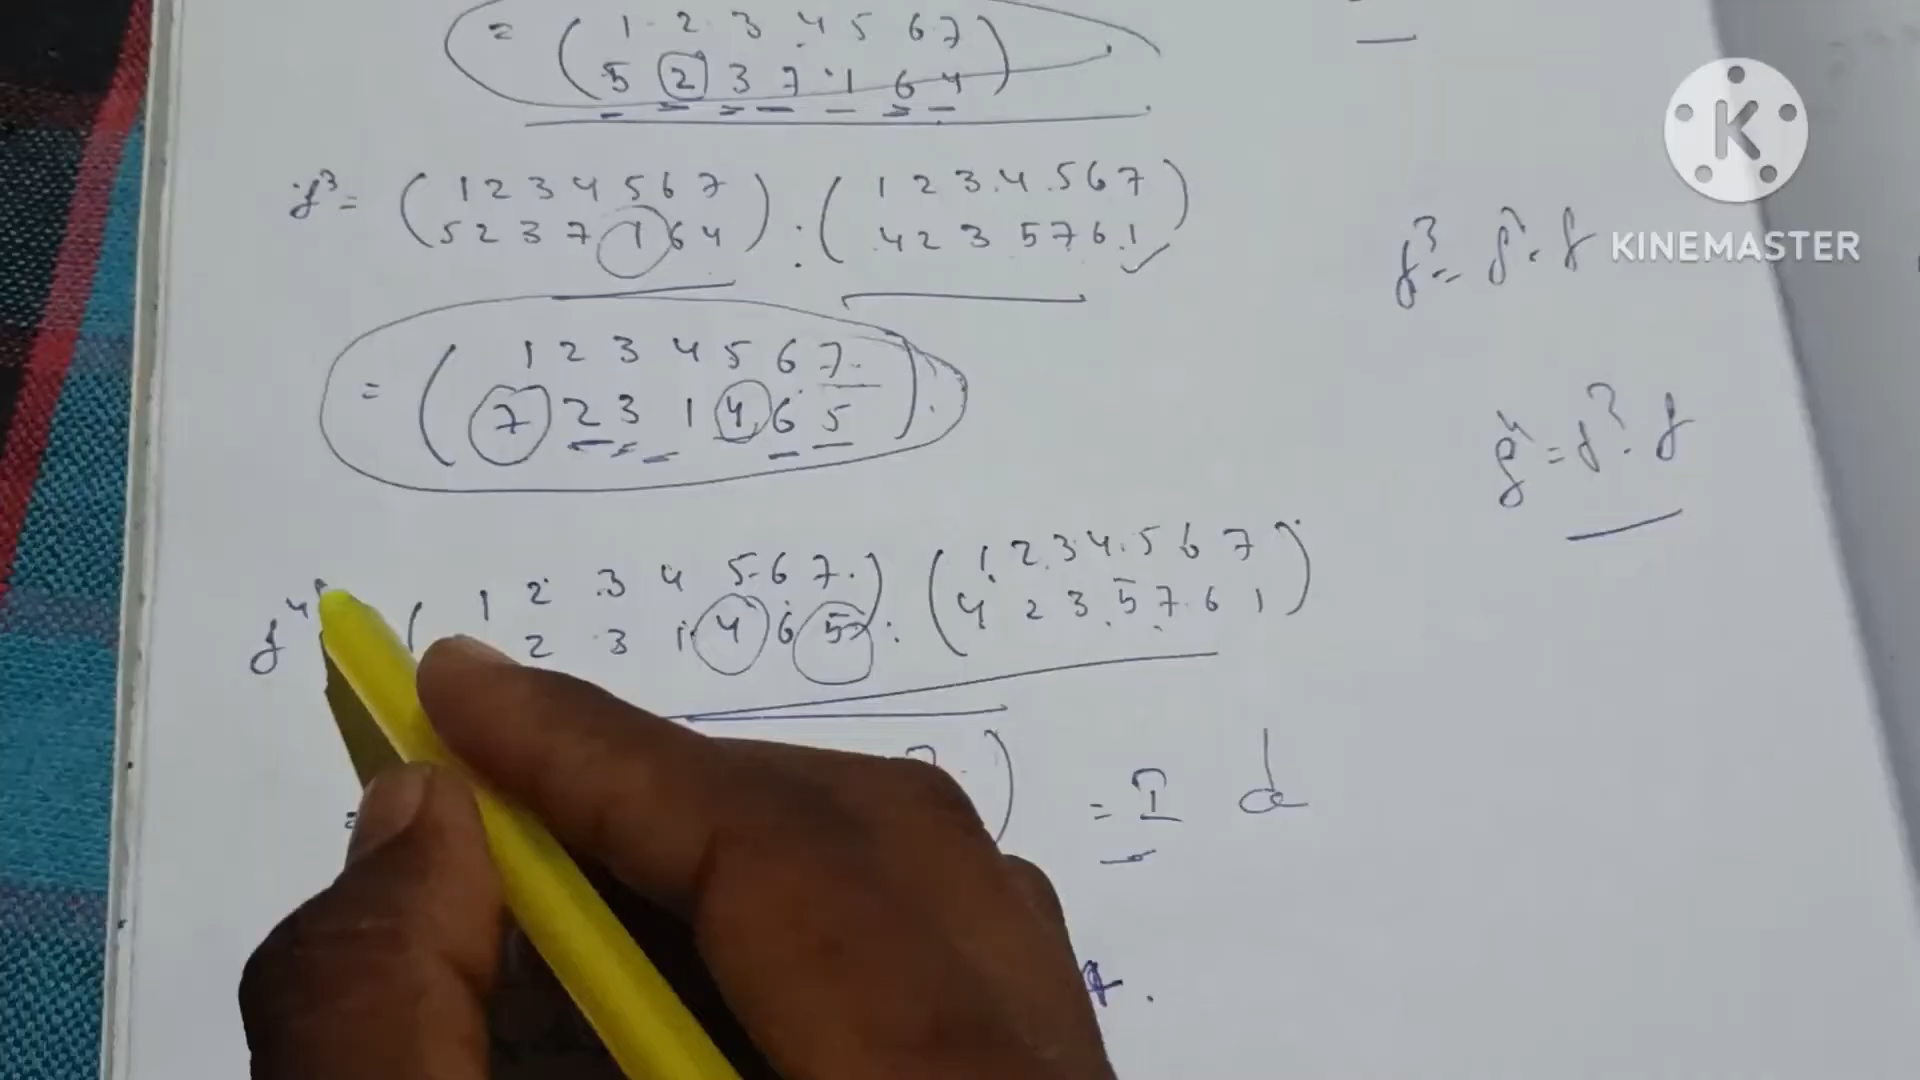 = ( 1 2 3 4 5 6 7 )
5 2 3 7 1 6 4
f³ = ( 1 2 3 4 5 6 7 ) : ( 1 2 3 4 5 6 7 )
5 2 3 7 1 6 4 4 2 3 5 7 6 1
f³ = f² . f
KINEMASTER
= ( 1 2 3 4 5 6 7 )
7 2 3 1 4 6 5
f⁴ = f³ . f
f⁴ ( 1 2 3 4 5 6 7 ) : ( 1 2 3 4 5 6 7 )
2 3 1 4 6 5 4 2 3 5 7 6 1
= 7 ) = I d